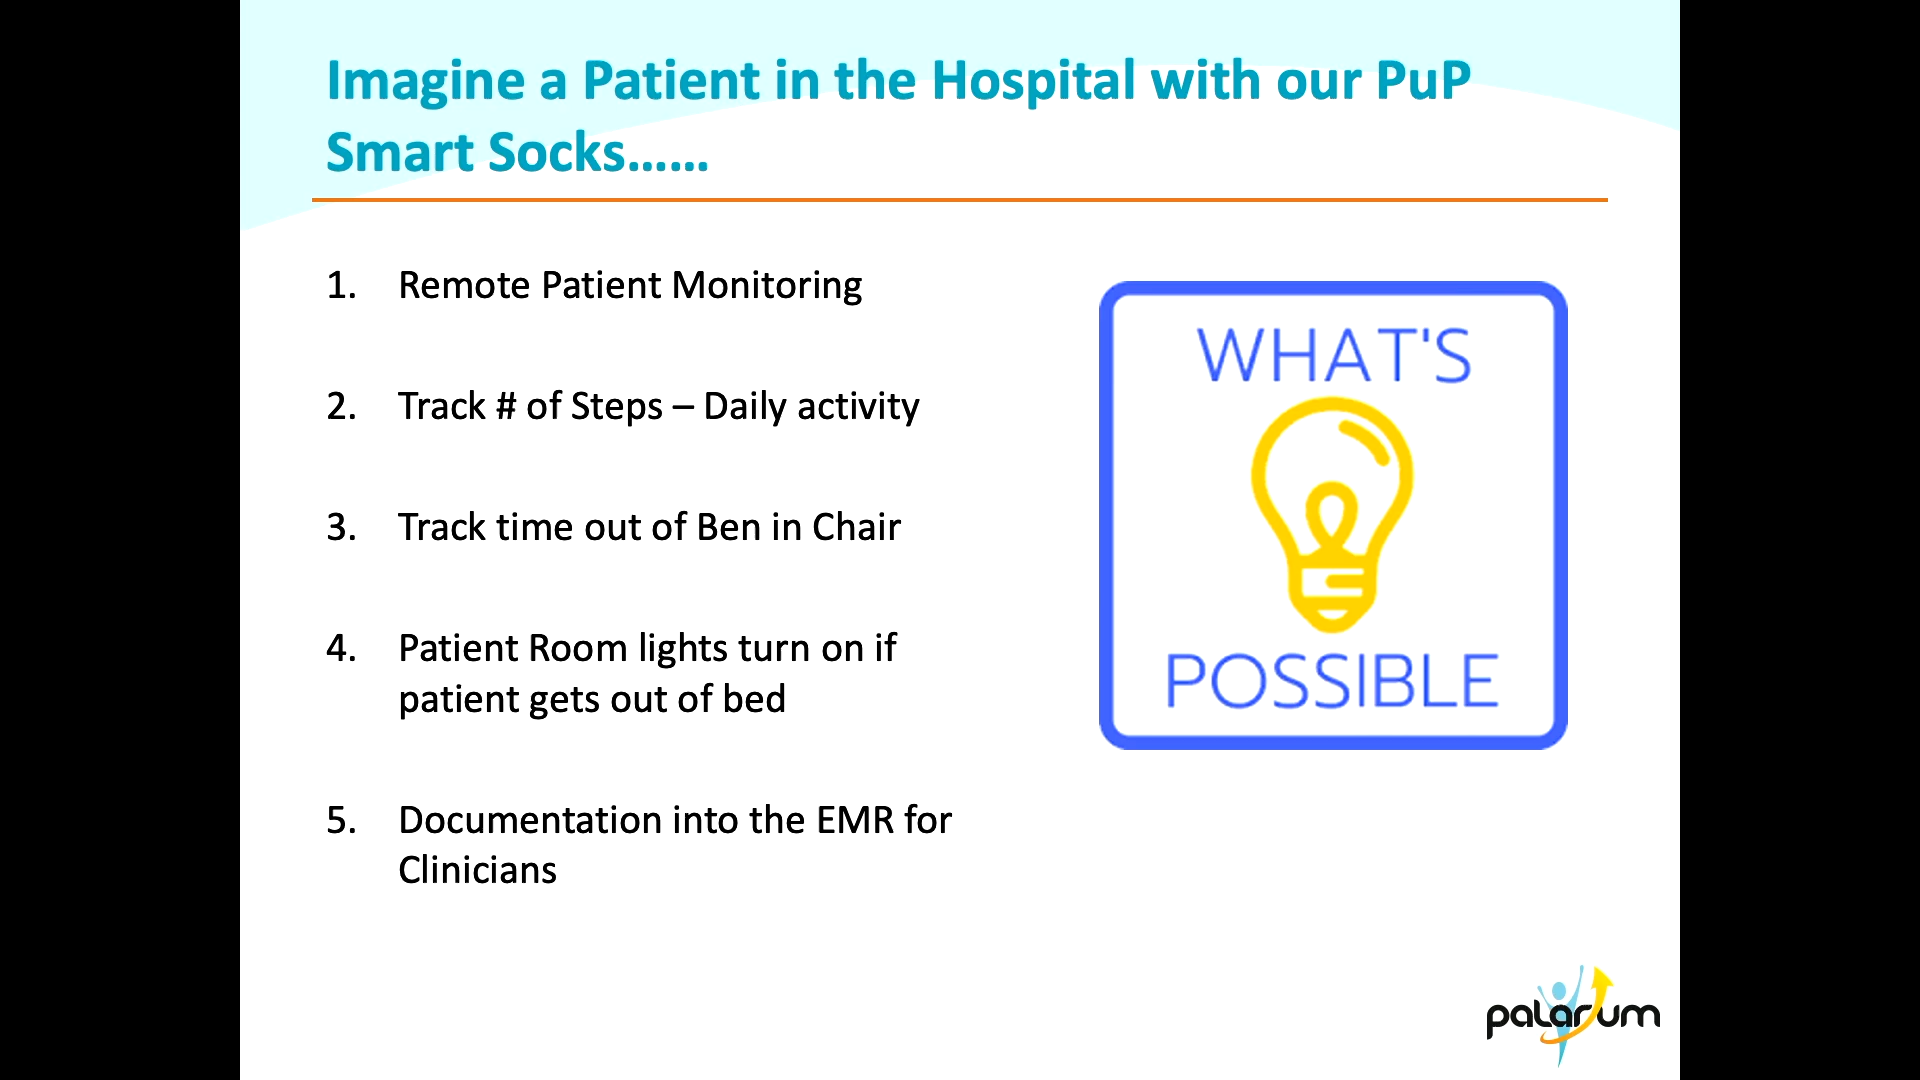 Imagine a Patient in the Hospital with our PuP
Smart Socks......
1. Remote Patient Monitoring
2. Track # of Steps – Daily activity
3. Track time out of Ben in Chair
4. Patient Room lights turn on if
patient gets out of bed
5. Documentation into the EMR for
Clinicians
WHAT'S
POSSIBLE
palarum